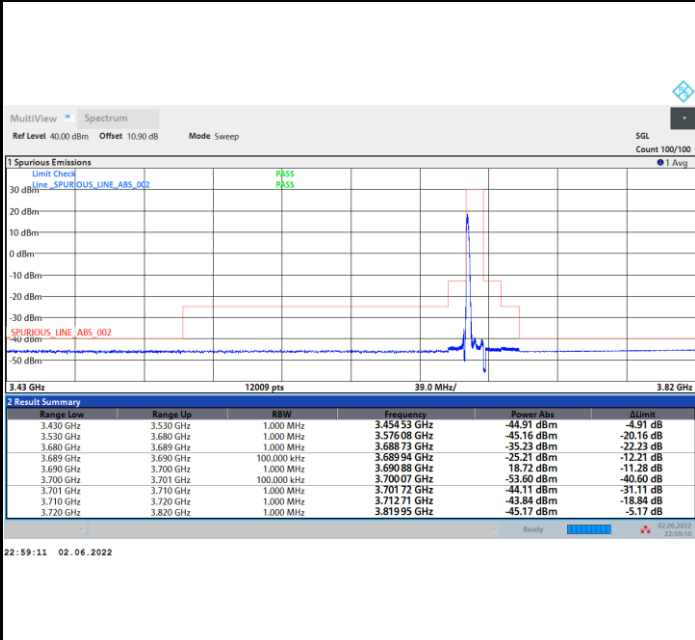 MultiView Spectrum
Ref Level 40.00 dBm Offset 10.90 dB Mode Sweep SGL
Count 100/100
1 Spurious Emissions 1 Avg
Limit Check PASS
Line _SPURIOUS_LINE_ABS_002 PASS
30 dBm
20 dBm
10 dBm
0 dBm
-10 dBm
-20 dBm
-30 dBm
_SPURIOUS_LINE_ABS_002
-40 dBm
-50 dBm
3.43 GHz 12009 pts 39.0 MHz/ 3.82 GHz
2 Result Summary
Range Low Range Up RBW Frequency Power Abs ΔLimit
3.430 GHz 3.530 GHz 1.000 MHz 3.454 53 GHz -44.91 dBm -4.91 dB
3.530 GHz 3.680 GHz 1.000 MHz 3.576 08 GHz -45.16 dBm -20.16 dB
3.680 GHz 3.689 GHz 1.000 MHz 3.688 73 GHz -35.23 dBm -22.23 dB
3.689 GHz 3.690 GHz 100.000 kHz 3.689 94 GHz -25.21 dBm -12.21 dB
3.690 GHz 3.700 GHz 1.000 MHz 3.690 88 GHz 18.72 dBm -11.28 dB
3.700 GHz 3.701 GHz 100.000 kHz 3.700 07 GHz -53.60 dBm -40.60 dB
3.701 GHz 3.710 GHz 1.000 MHz 3.701 72 GHz -44.11 dBm -31.11 dB
3.710 GHz 3.720 GHz 1.000 MHz 3.712 71 GHz -43.84 dBm -18.84 dB
3.720 GHz 3.820 GHz 1.000 MHz 3.819 95 GHz -45.17 dBm -5.17 dB
Ready 02.06.2022
22:59:10
22:59:11 02.06.2022